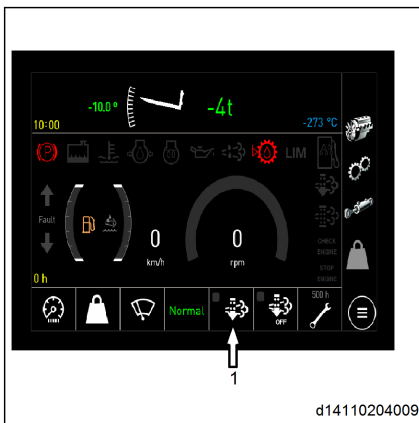 -10.0 °
-4t
10:00
-273 °C
(P)
LIM
Fault
0
km/h
0
rpm
CHECK
ENGINE
STOP
ENGINE
0 h
Normal
OFF
500 h
1
d14110204009